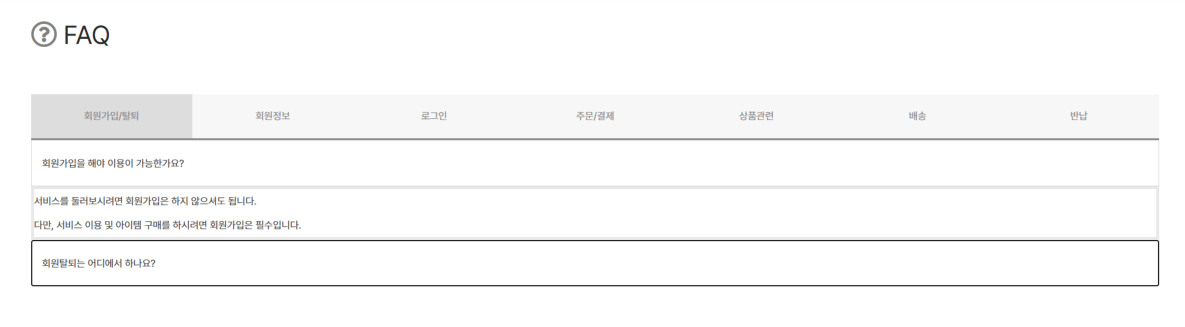 FAQ
회원가입/탈퇴 회원정보 로그인 주문/결제 상품관련 배송 반납
회원가입을 해야 이용이 가능한가요?
서비스를 둘러보시려면 회원가입은 하지 않으셔도 됩니다.
다만, 서비스 이용 및 아이템 구매를 하시려면 회원가입은 필수입니다.
회원탈퇴는 어디에서 하나요?